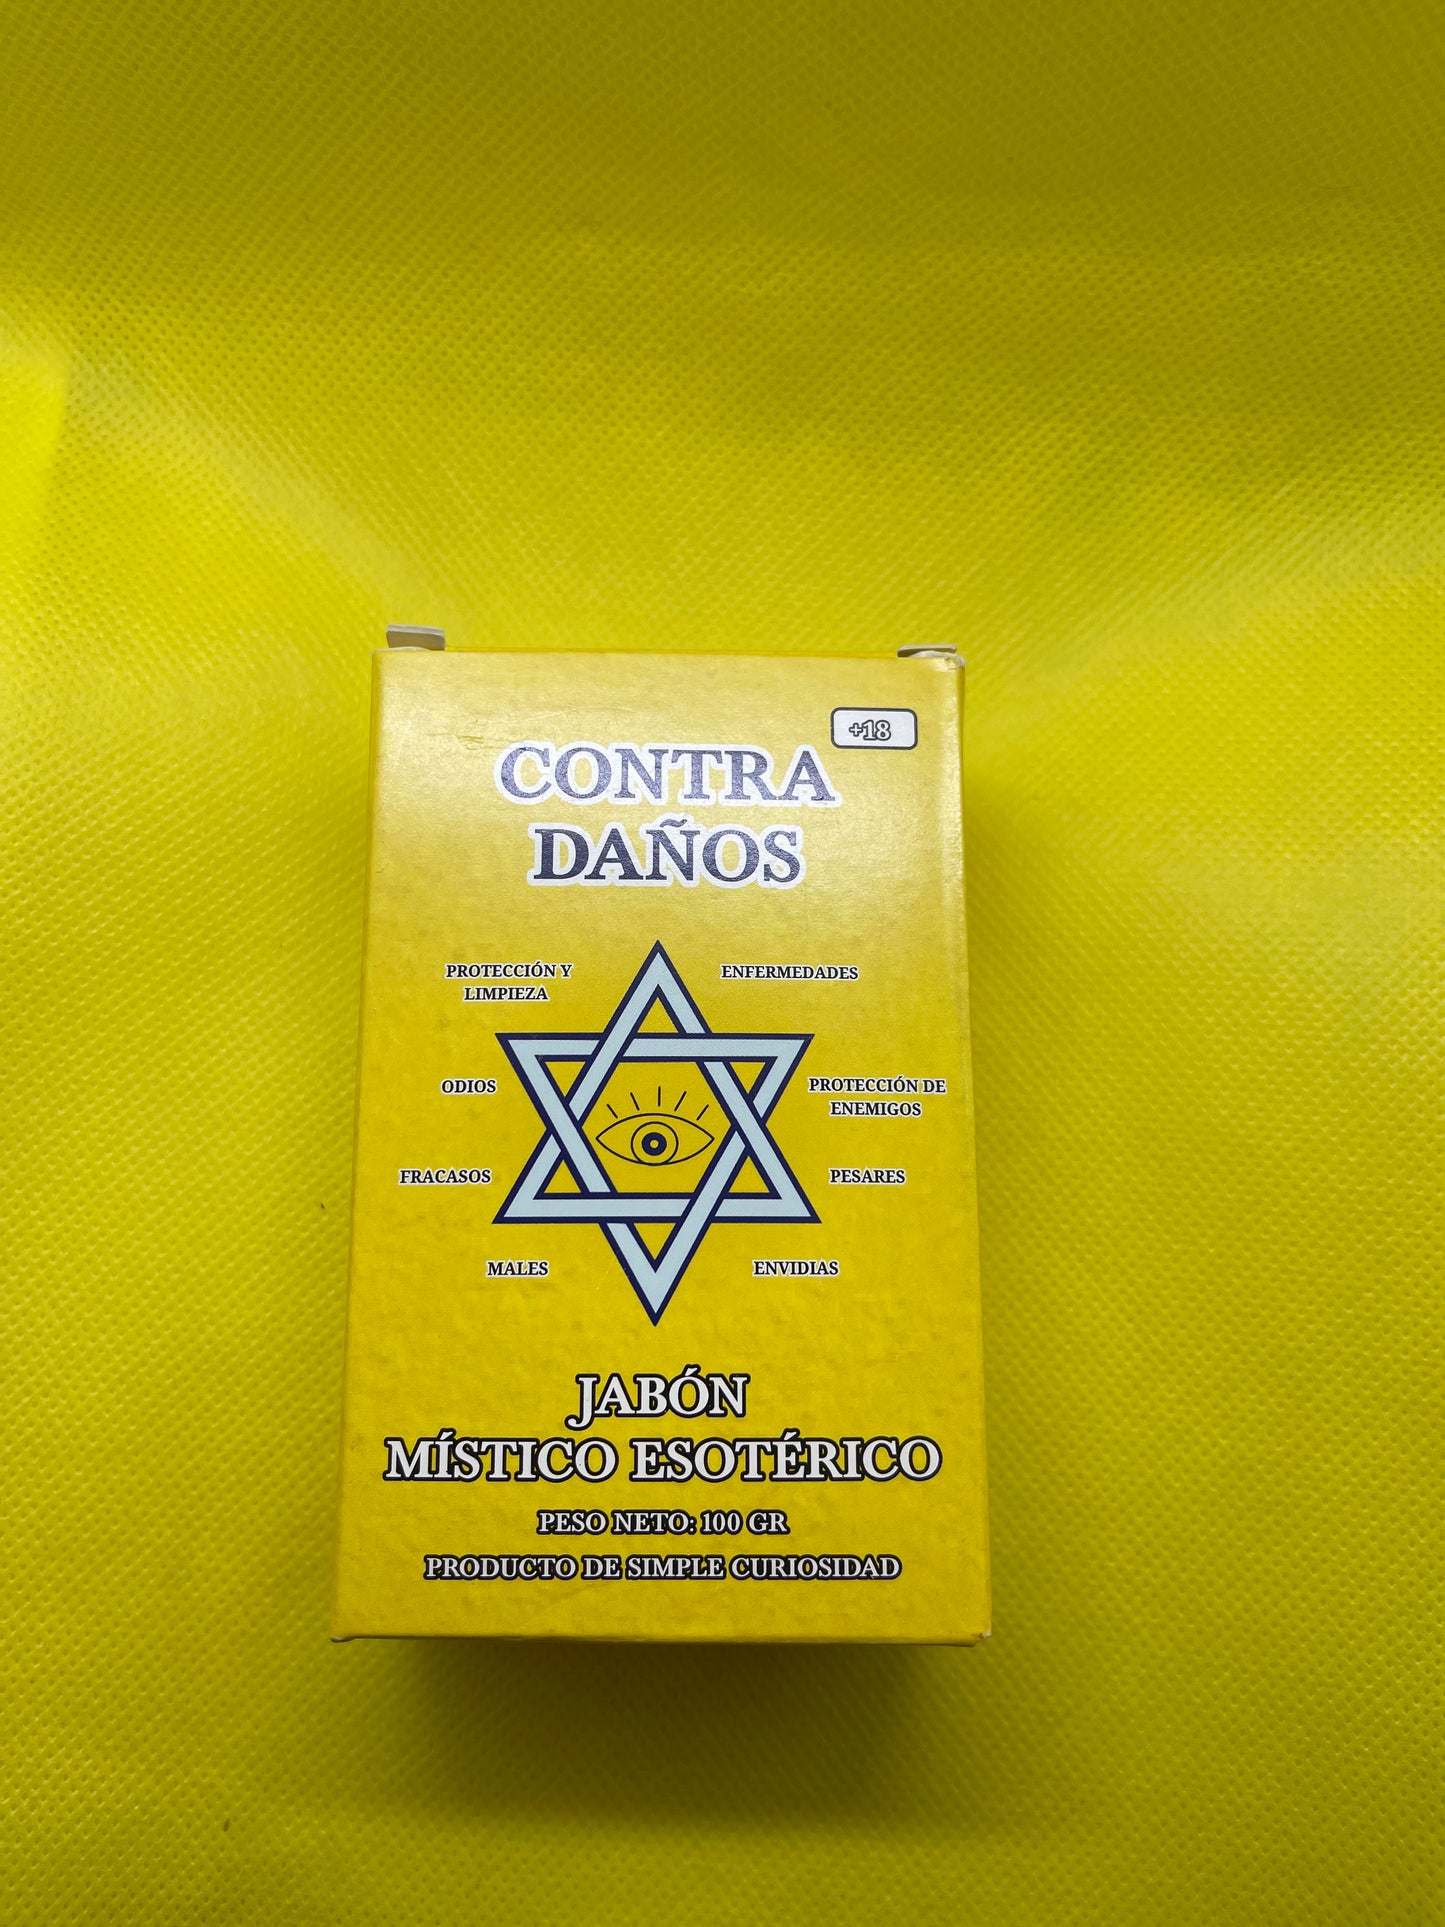 +18
CONTRA
DAÑOS
PROTECCIÓN Y
LIMPIEZA
ENFERMEDADES
ODIOS
PROTECCIÓN DE
ENEMIGOS
FRACASOS
PESARES
MALES
ENVIDIAS
JABÓN
MÍSTICO ESOTÉRICO
PESO NETO: 100 GR
PRODUCTO DE SIMPLE CURIOSIDAD